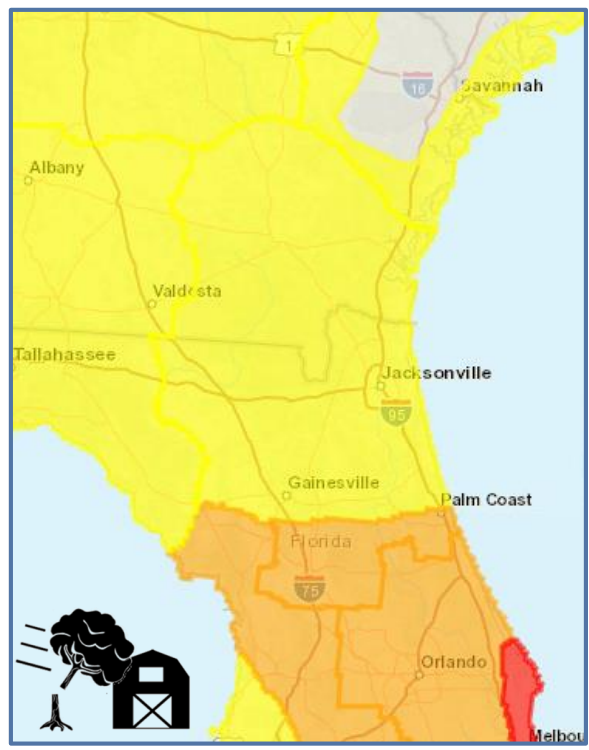 1
16
Savannah
Albany
Valdosta
Tallahassee
Jacksonville
95
Gainesville
Palm Coast
Florida
75
Orlando
Melbou